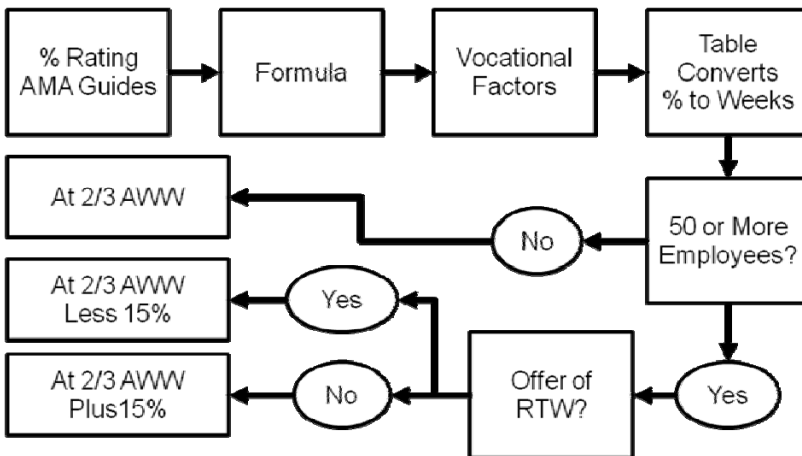 % Rating
AMA Guides
Formula
Vocational
Factors
Table
Converts
% to Weeks
At 2/3 AWW
No
50 or More
Employees?
At 2/3 AWW
Less 15%
Yes
At 2/3 AWW
Plus15%
No
Offer of
RTW?
Yes